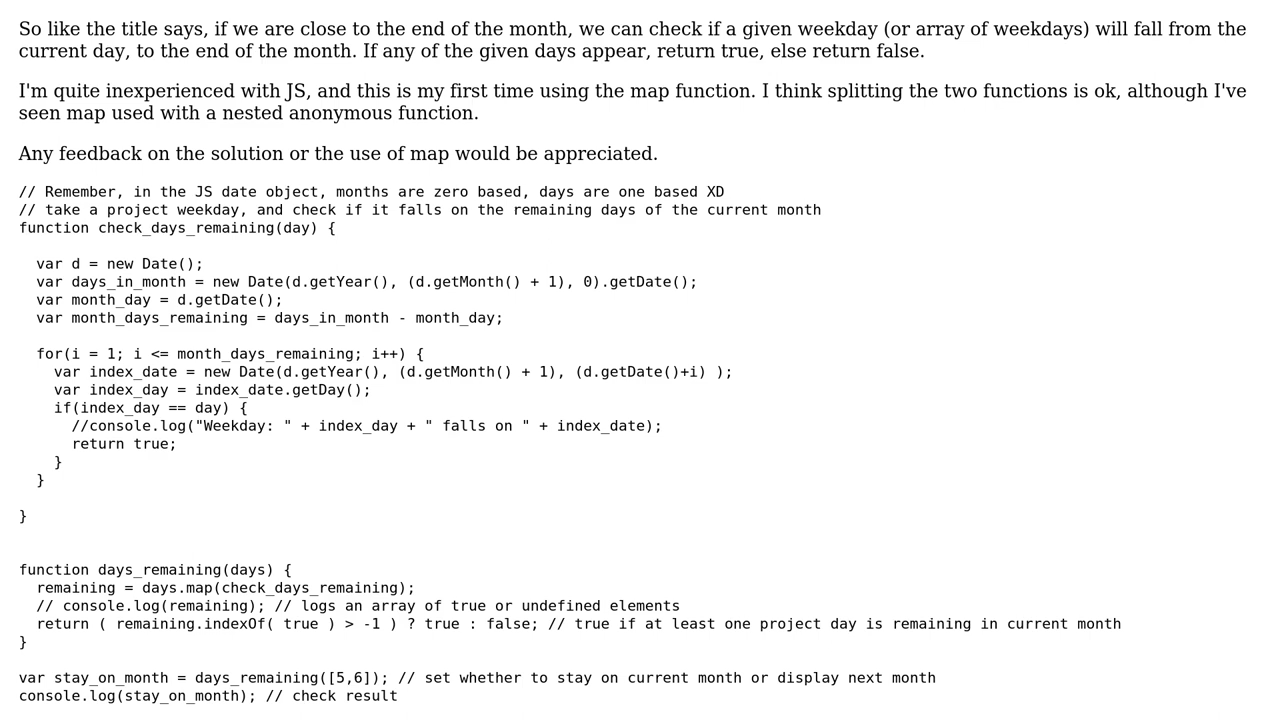 So like the title says, if we are close to the end of the month, we can check if a given weekday (or array of weekdays) will fall from the
current day, to the end of the month. If any of the given days appear, return true, else return false.
I'm quite inexperienced with JS, and this is my first time using the map function. I think splitting the two functions is ok, although I've
seen map used with a nested anonymous function.
Any feedback on the solution or the use of map would be appreciated.
// Remember, in the JS date object, months are zero based, days are one based XD
// take a project weekday, and check if it falls on the remaining days of the current month
function check_days_remaining(day) {
  var d = new Date();
  var days_in_month = new Date(d.getYear(), (d.getMonth() + 1), 0).getDate();
  var month_day = d.getDate();
  var month_days_remaining = days_in_month - month_day;
  for(i = 1; i <= month_days_remaining; i++) {
    var index_date = new Date(d.getYear(), (d.getMonth() + 1), (d.getDate()+i) );
    var index_day = index_date.getDay();
    if(index_day == day) {
      //console.log("Weekday: " + index_day + " falls on " + index_date);
      return true;
    }
  }
}
function days_remaining(days) {
  remaining = days.map(check_days_remaining);
  // console.log(remaining); // logs an array of true or undefined elements
  return ( remaining.indexOf( true ) > -1 ) ? true : false; // true if at least one project day is remaining in current month
}
var stay_on_month = days_remaining([5,6]); // set whether to stay on current month or display next month
console.log(stay_on_month); // check result